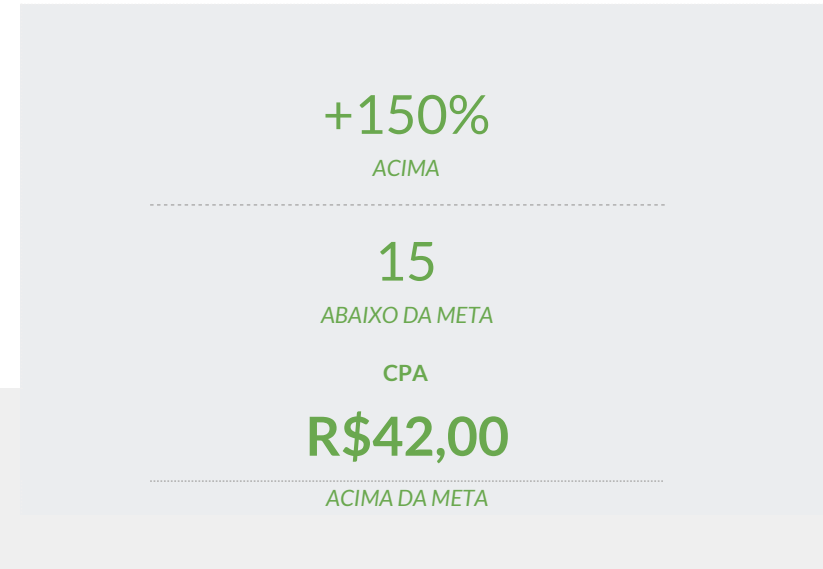 +150%
ACIMA
15
ABAIXO DA META
CPA
R$42,00
ACIMA DA META